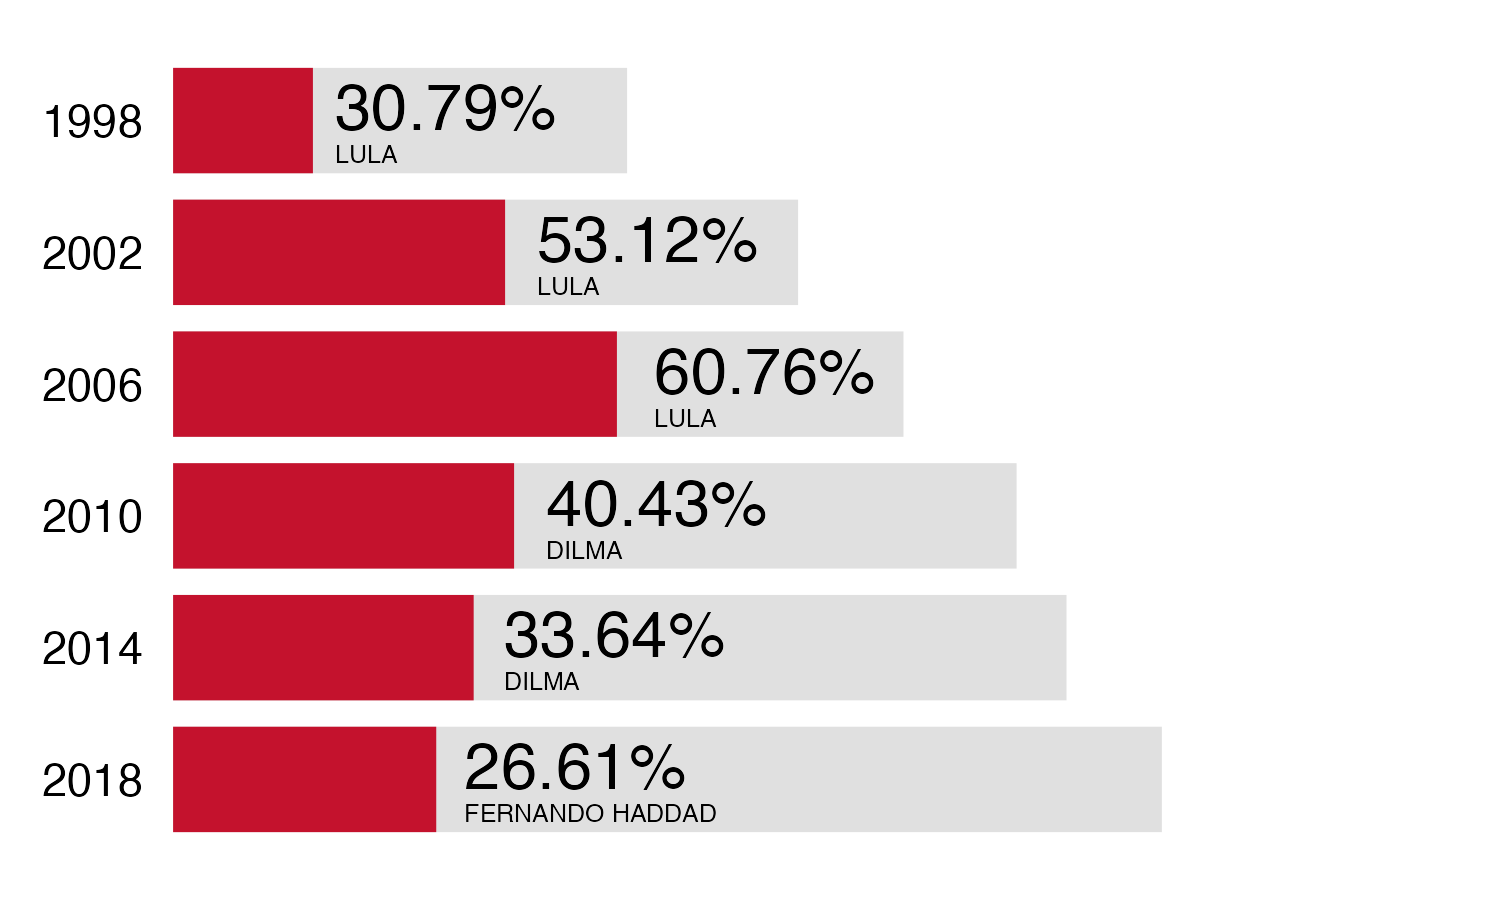 1998
30.79%
LULA
2002
53.12%
LULA
2006
60.76%
LULA
2010
40.43%
DILMA
2014
33.64%
DILMA
2018
26.61%
FERNANDO HADDAD